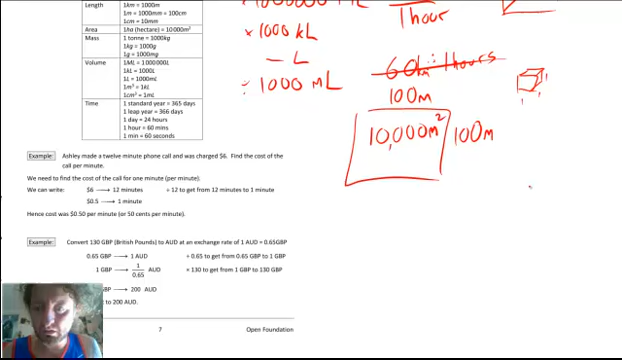 Length 1km = 1000m
1m = 1000mm = 100cm
1cm = 10mm
Area 1ha (hectare) = 10 000m²
Mass 1 tonne = 1000kg
1kg = 1000g
1g = 1000mg
Volume 1ML = 1000000L
1kL = 1000L
1L = 1000mL
1m³ = 1kL
1cm³ = 1mL
Time 1 standard year = 365 days
1 leap year = 366 days
1 day = 24 hours
1 hour = 60 mins
1 min = 60 seconds
1 hour
× 1000 kL
— L
÷ 1000 mL
hours
100m
10,000m² 100m
Example: Ashley made a twelve minute phone call and was charged $6. Find the cost of the
call per minute.
We need to find the cost of the call for one minute (per minute).
We can write: $6 ⟶ 12 minutes ÷ 12 to get from 12 minutes to 1 minute
$0.5 ⟶ 1 minute
Hence cost was $0.50 per minute (or 50 cents per minute).
Example: Convert 130 GBP (British Pounds) to AUD at an exchange rate of 1 AUD = 0.65GBP
0.65 GBP ⟶ 1 AUD ÷ 0.65 to get from 0.65 GBP to 1 GBP
1 GBP ⟶ 1/0.65 AUD × 130 to get from 1 GBP to 130 GBP
GBP ⟶ 200 AUD
to 200 AUD.
7 Open Foundation